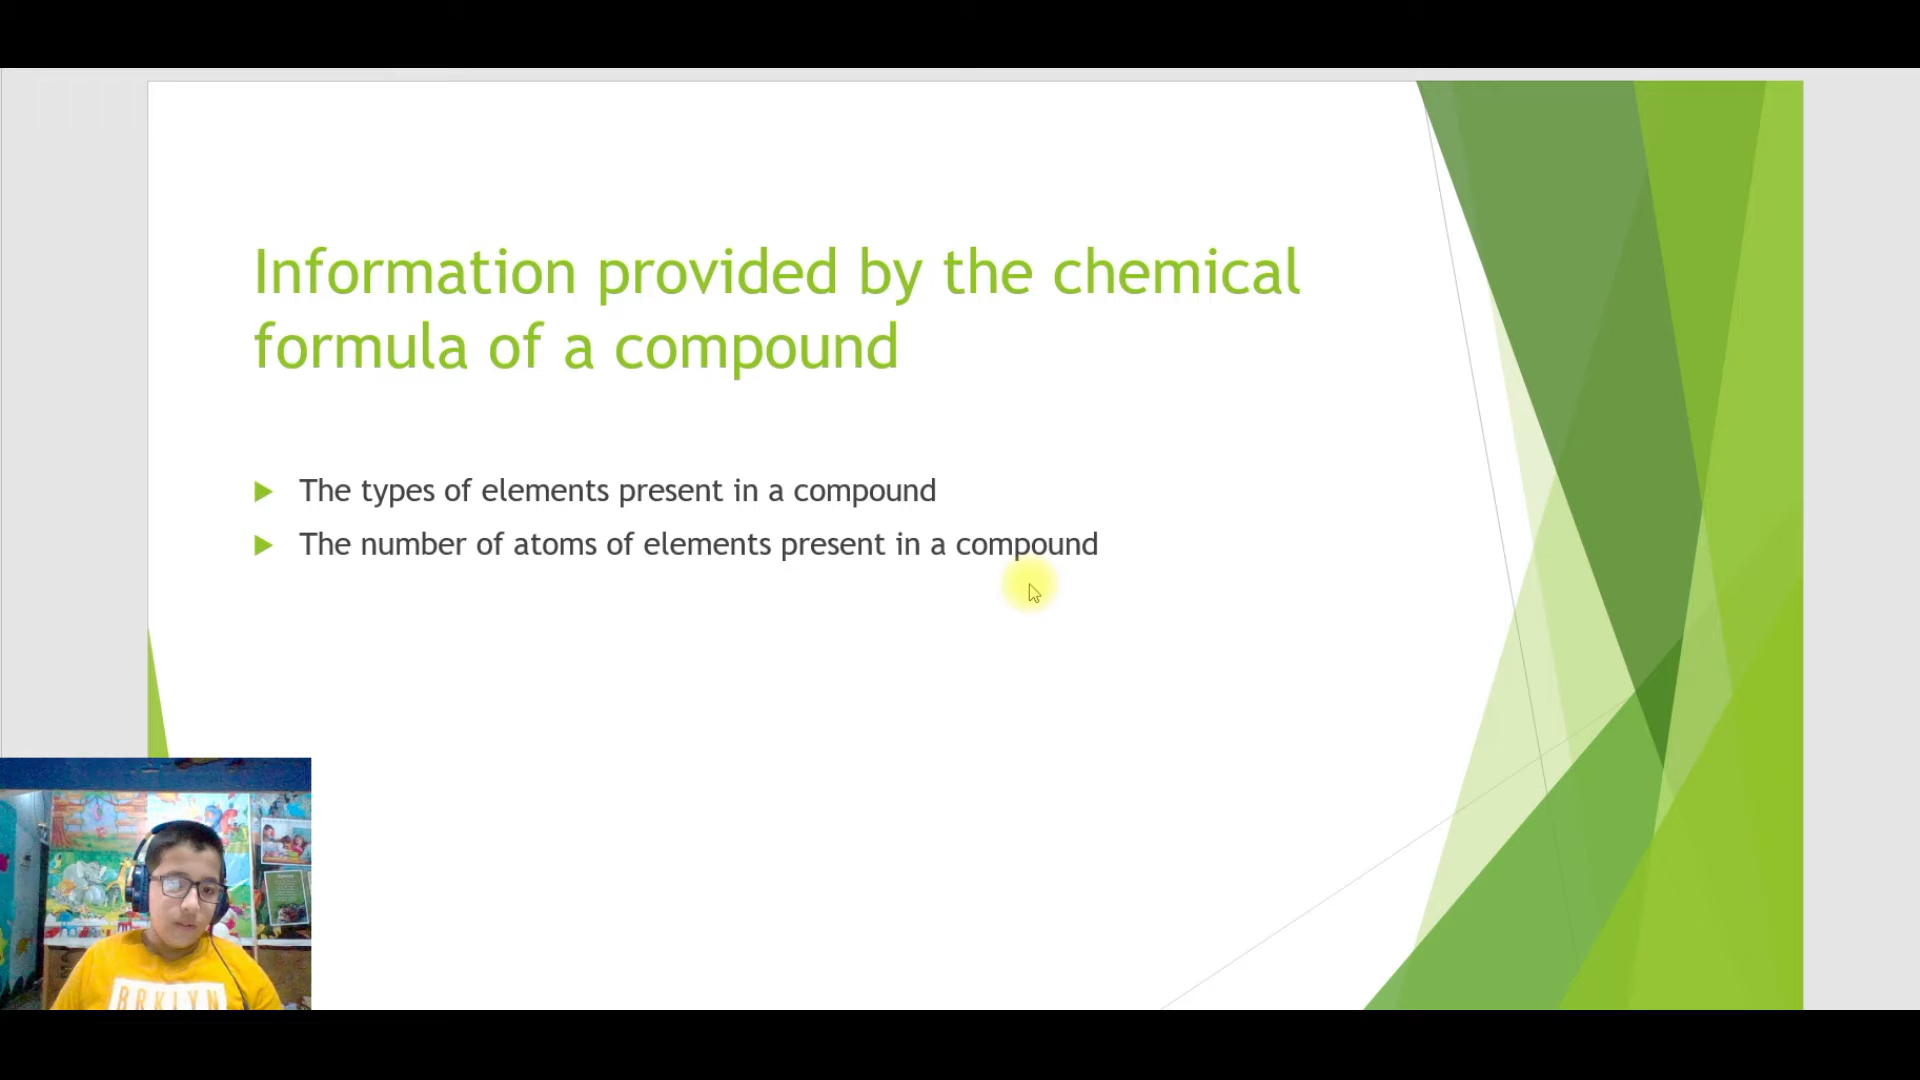 Information provided by the chemical
formula of a compound
The types of elements present in a compound
The number of atoms of elements present in a compound
BRKLYN